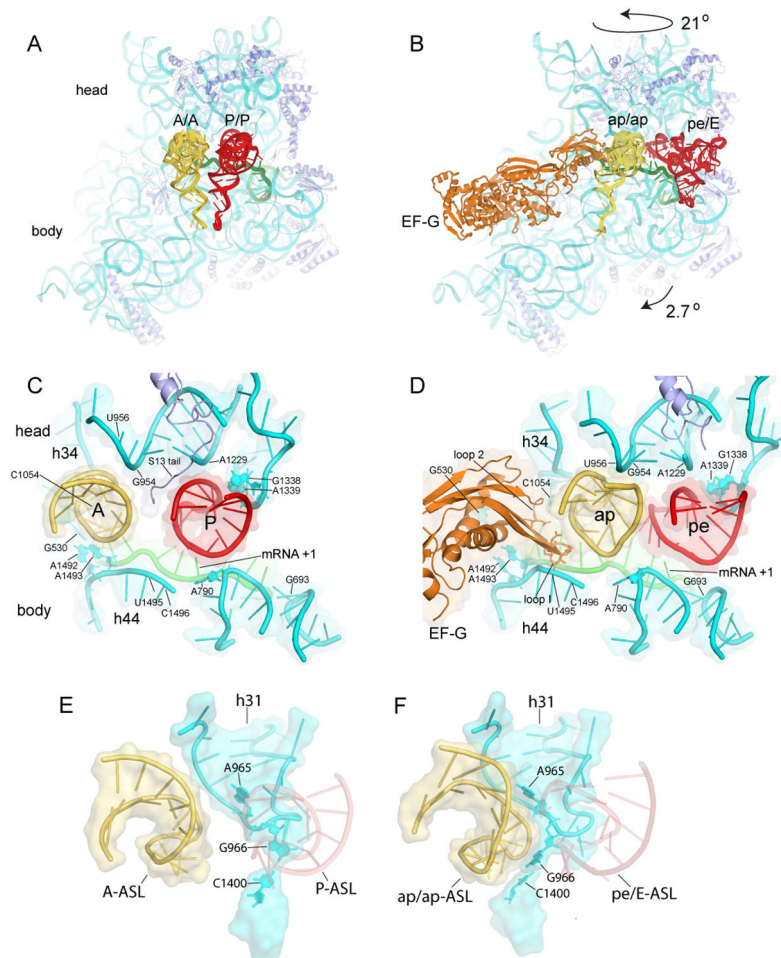 A
head
A/A
P/P
body
B
21°
ap/ap
pe/E
EF-G
2.7°
C
head
U956
h34
S13 tail
A1229
C1054
G954
G1338
A1339
A
P
G530
mRNA +1
A1492
A1493
body
U1495
A790
G693
C1496
h44
D
loop 2
G1338
h34
A1339
G530
U956
C1054
G954
A1229
ap
pe
A1492
A1493
mRNA +1
C1496
G693
loop I
U1495
A790
EF-G
h44
E
h31
A965
G966
C1400
A-ASL
P-ASL
F
h31
A965
G966
C1400
ap/ap-ASL
pe/E-ASL